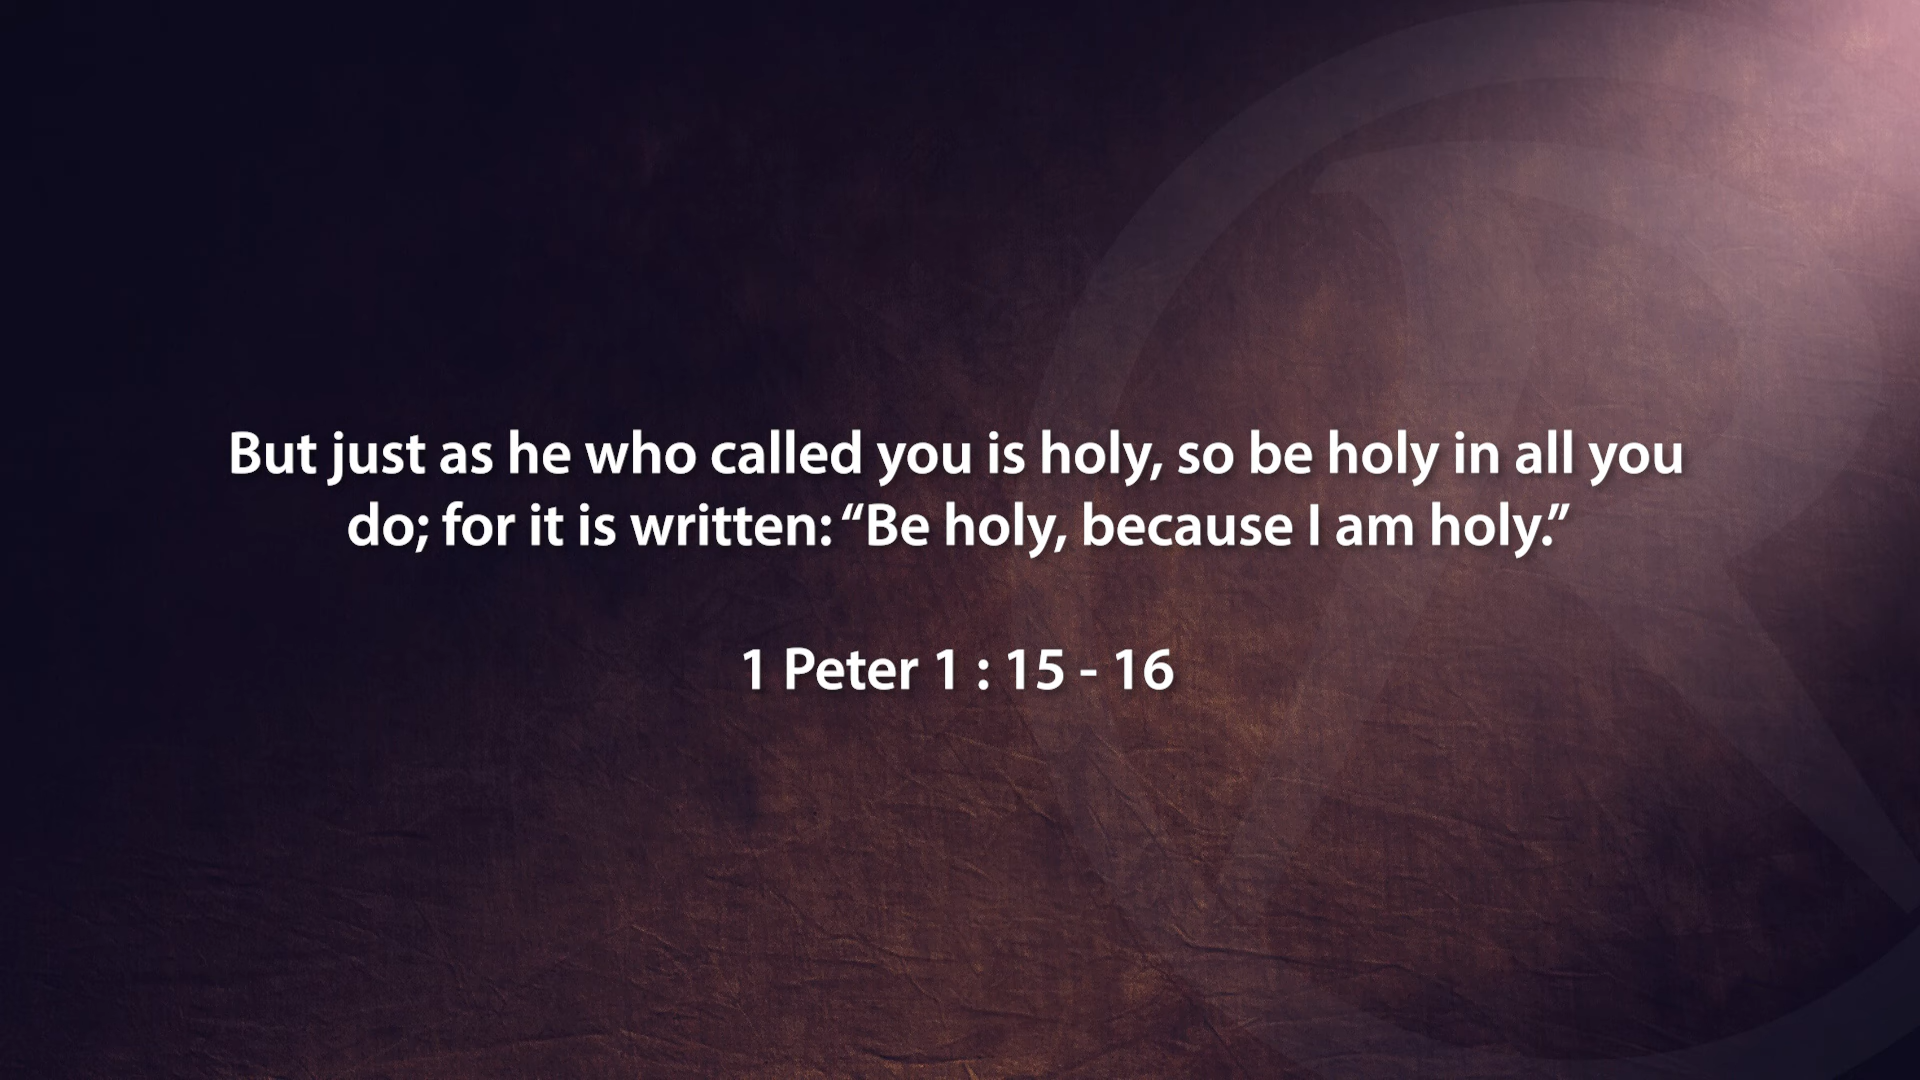 But just as he who called you is holy, so be holy in all you
do; for it is written: “Be holy, because I am holy.”
1 Peter 1 : 15 - 16